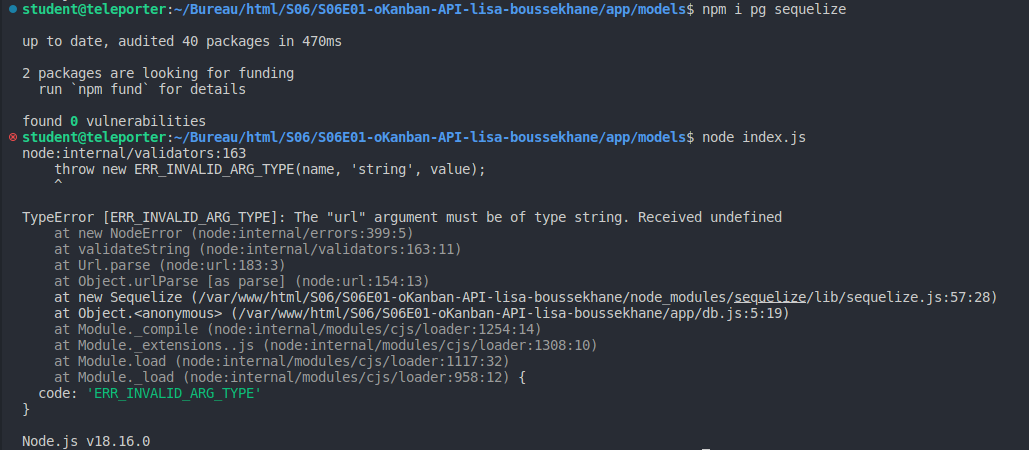 student@teleporter:~/Bureau/html/S06/S06E01-oKanban-API-lisa-boussekhane/app/models$ npm i pg sequelize
up to date, audited 40 packages in 470ms
2 packages are looking for funding
  run `npm fund` for details
found 0 vulnerabilities
student@teleporter:~/Bureau/html/S06/S06E01-oKanban-API-lisa-boussekhane/app/models$ node index.js
node:internal/validators:163
    throw new ERR_INVALID_ARG_TYPE(name, 'string', value);
    ^
TypeError [ERR_INVALID_ARG_TYPE]: The "url" argument must be of type string. Received undefined
    at new NodeError (node:internal/errors:399:5)
    at validateString (node:internal/validators:163:11)
    at Url.parse (node:url:183:3)
    at Object.urlParse [as parse] (node:url:154:13)
    at new Sequelize (/var/www/html/S06/S06E01-oKanban-API-lisa-boussekhane/node_modules/sequelize/lib/sequelize.js:57:28)
    at Object.<anonymous> (/var/www/html/S06/S06E01-oKanban-API-lisa-boussekhane/app/db.js:5:19)
    at Module._compile (node:internal/modules/cjs/loader:1254:14)
    at Module._extensions..js (node:internal/modules/cjs/loader:1308:10)
    at Module.load (node:internal/modules/cjs/loader:1117:32)
    at Module._load (node:internal/modules/cjs/loader:958:12) {
  code: 'ERR_INVALID_ARG_TYPE'
}
Node.js v18.16.0